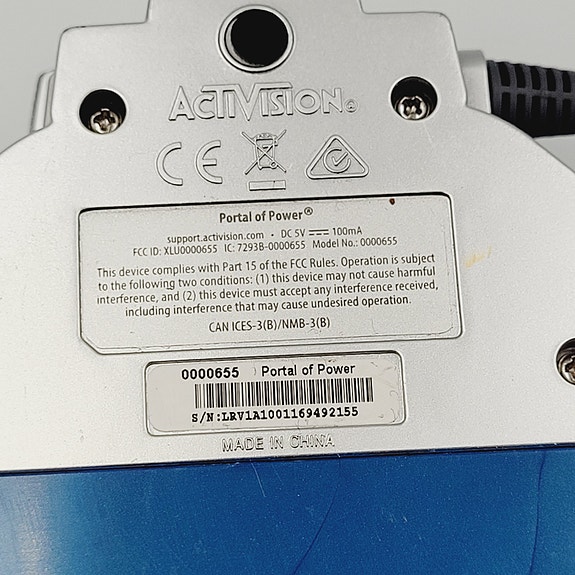 ACTIVISION®
CE
Portal of Power®
support.activision.com • DC 5V ⎓ 100mA
FCC ID: XLU0000655 IC: 7293B-0000655 Model No.: 0000655
This device complies with Part 15 of the FCC Rules. Operation is subject
to the following two conditions: (1) this device may not cause harmful
interference, and (2) this device must accept any interference received,
including interference that may cause undesired operation.
CAN ICES-3(B)/NMB-3(B)
0000655 Portal of Power
S/N:LRV1A1001169492155
MADE IN CHINA